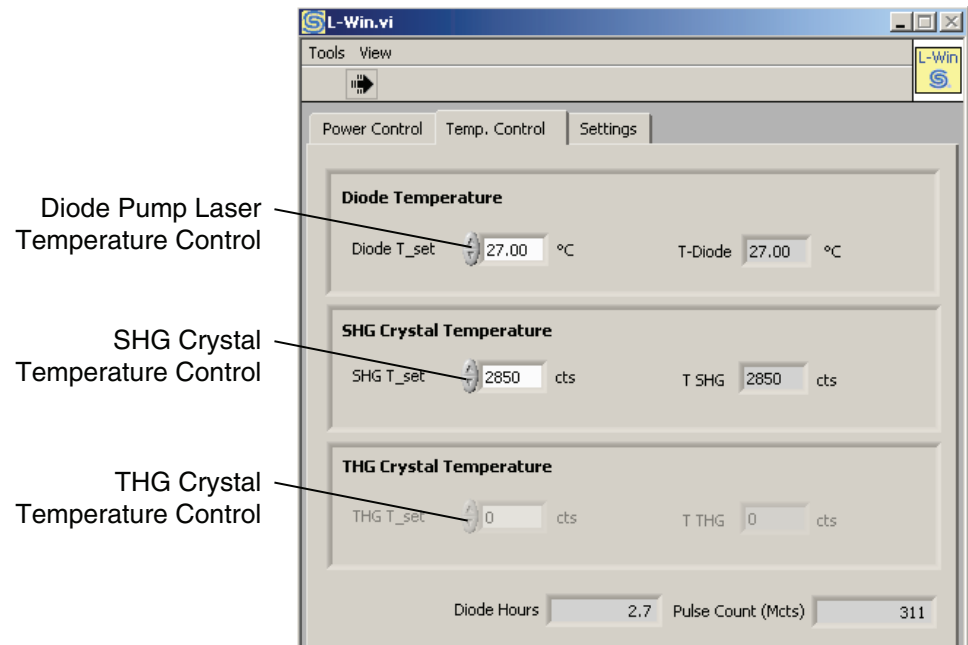 L-Win.vi
Tools View
L-Win
Power Control Temp. Control Settings
Diode Pump Laser
Temperature Control
Diode Temperature
Diode T_set 27.00 °C T-Diode 27.00 °C
SHG Crystal
Temperature Control
SHG Crystal Temperature
SHG T_set 2850 cts T SHG 2850 cts
THG Crystal
Temperature Control
THG Crystal Temperature
THG T_set 0 cts T THG 0 cts
Diode Hours 2.7 Pulse Count (Mcts) 311